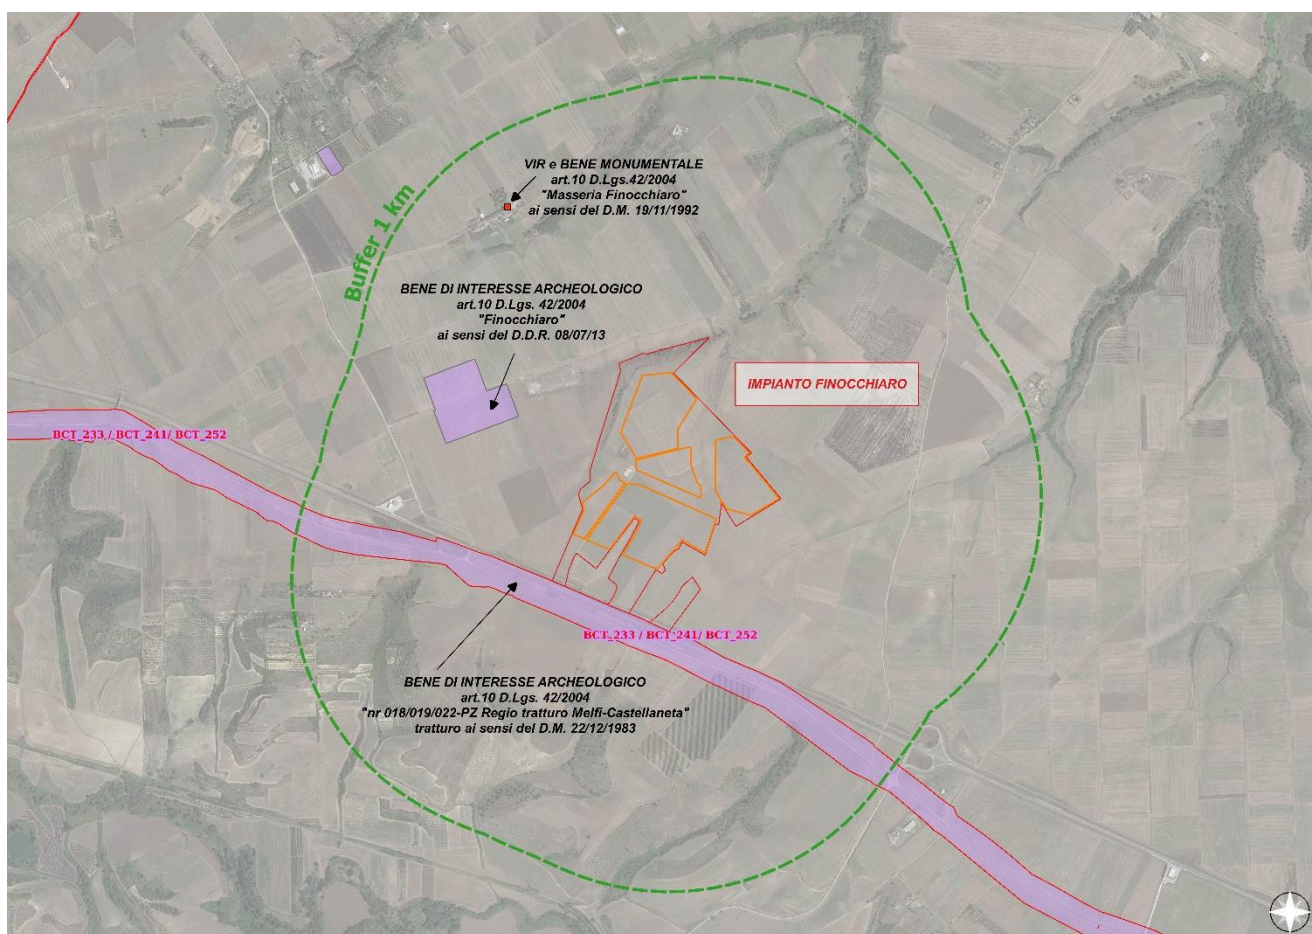 VIR e BENE MONUMENTALE
art.10 D.Lgs.42/2004
"Masseria Finocchiaro"
ai sensi del D.M. 19/11/1992
Buffer 1 km
BENE DI INTERESSE ARCHEOLOGICO
art.10 D.Lgs. 42/2004
"Finocchiaro"
ai sensi del D.D.R. 08/07/13
IMPIANTO FINOCCHIARO
BCT_233 / BCT_241/ BCT_252
BCT_233 / BCT_241/ BCT_252
BENE DI INTERESSE ARCHEOLOGICO
art.10 D.Lgs. 42/2004
"nr 018/019/022-PZ Regio tratturo Melfi-Castellaneta"
tratturo ai sensi del D.M. 22/12/1983